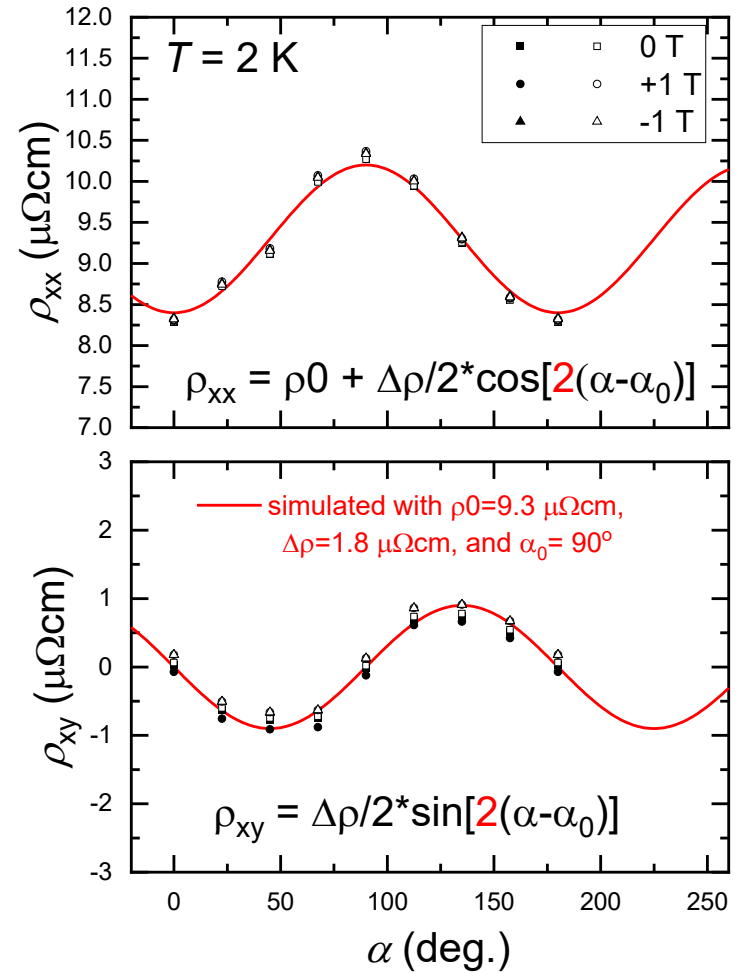 12.0
11.5
11.0
10.5
10.0
9.5
9.0
8.5
8.0
7.5
7.0
ρxx (μΩcm)
T = 2 K
0 T
+1 T
-1 T
ρxx = ρ0 + Δρ/2*cos[2(α-α0)]
3
2
1
0
-1
-2
-3
ρxy (μΩcm)
simulated with ρ0=9.3 μΩcm,
Δρ=1.8 μΩcm, and α0= 90°
ρxy = Δρ/2*sin[2(α-α0)]
0 50 100 150 200 250
α (deg.)